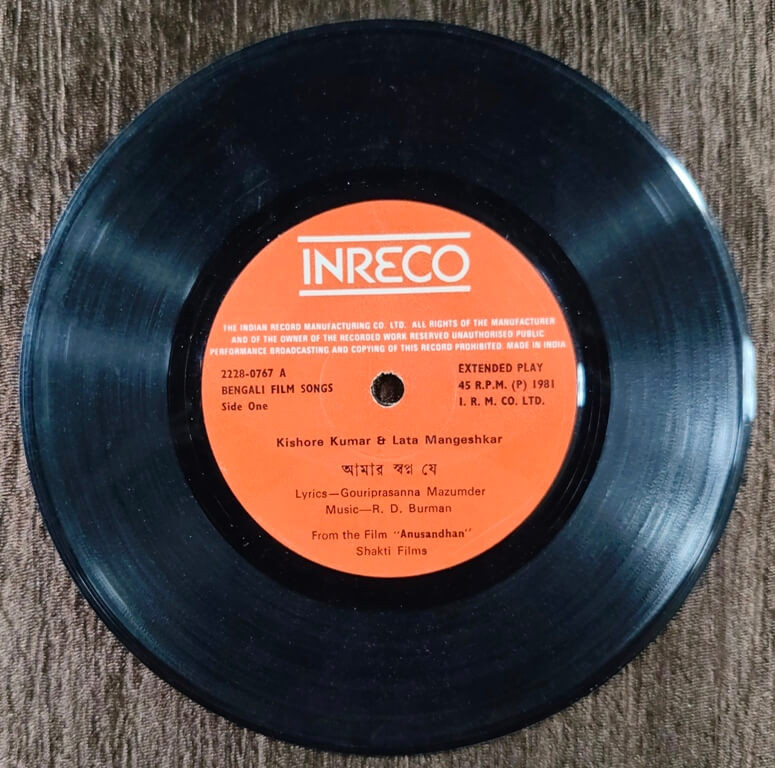 INRECO
THE INDIAN RECORD MANUFACTURING CO. LTD. ALL RIGHTS OF THE MANUFACTURER
AND OF THE OWNER OF THE RECORDED WORK RESERVED UNAUTHORISED PUBLIC
PERFORMANCE BROADCASTING AND COPYING OF THIS RECORD PROHIBITED. MADE IN INDIA
2228-0767 A
BENGALI FILM SONGS
Side One
EXTENDED PLAY
45 R.P.M. (P) 1981
I. R. M. CO. LTD.
Kishore Kumar & Lata Mangeshkar
আমার স্বপ্ন যে
Lyrics—Gouriprasanna Mazumder
Music—R. D. Burman
From the Film "Anusandhan"
Shakti Films